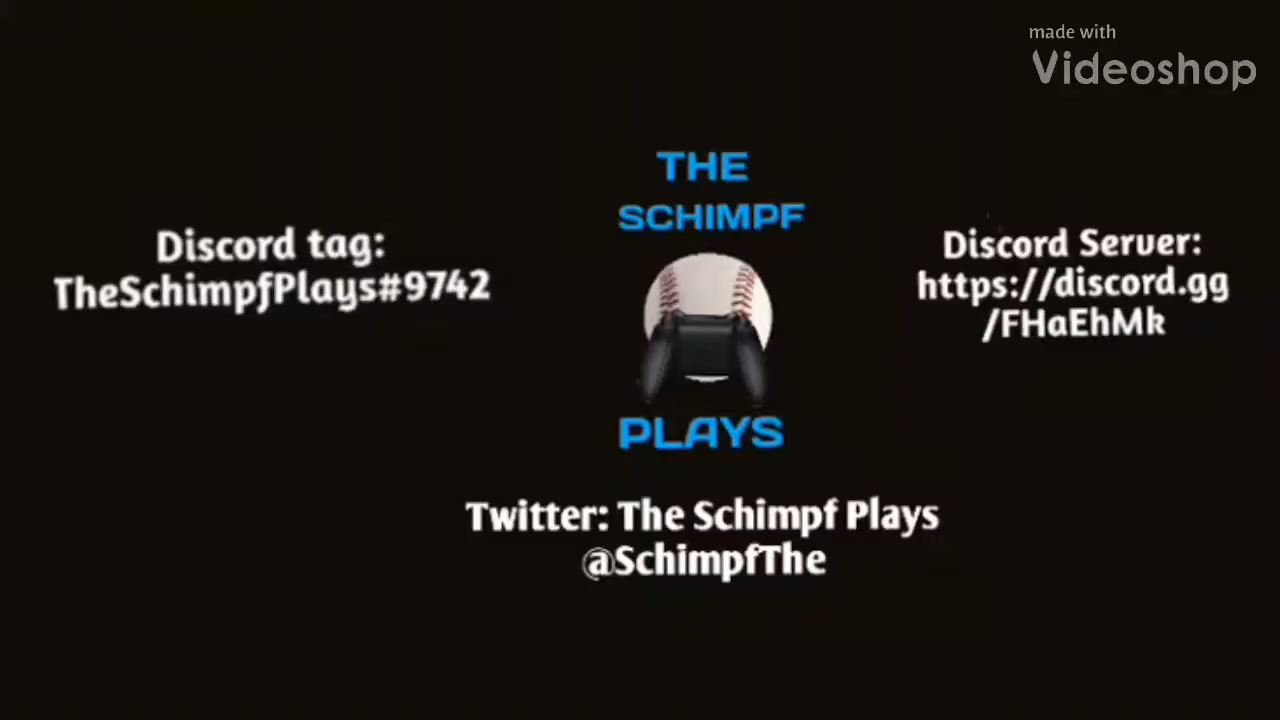 made with
Videoshop
THE
SCHIMPF
PLAYS
Discord tag:
TheSchimpfPlays#9742
Discord Server:
https://discord.gg
/FHaEhMk
Twitter: The Schimpf Plays
@SchimpfThe